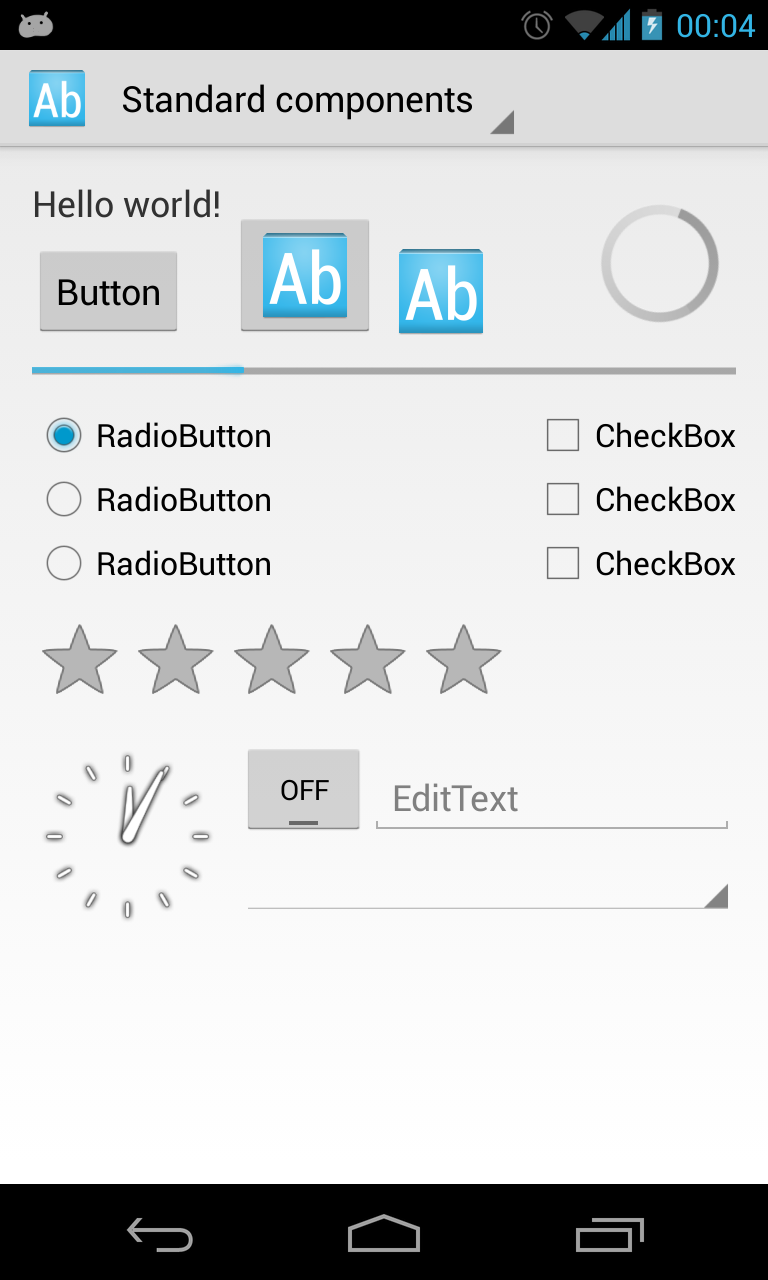 00:04
Ab Standard components
Hello world!
Button Ab Ab
RadioButton CheckBox
RadioButton CheckBox
RadioButton CheckBox
OFF EditText